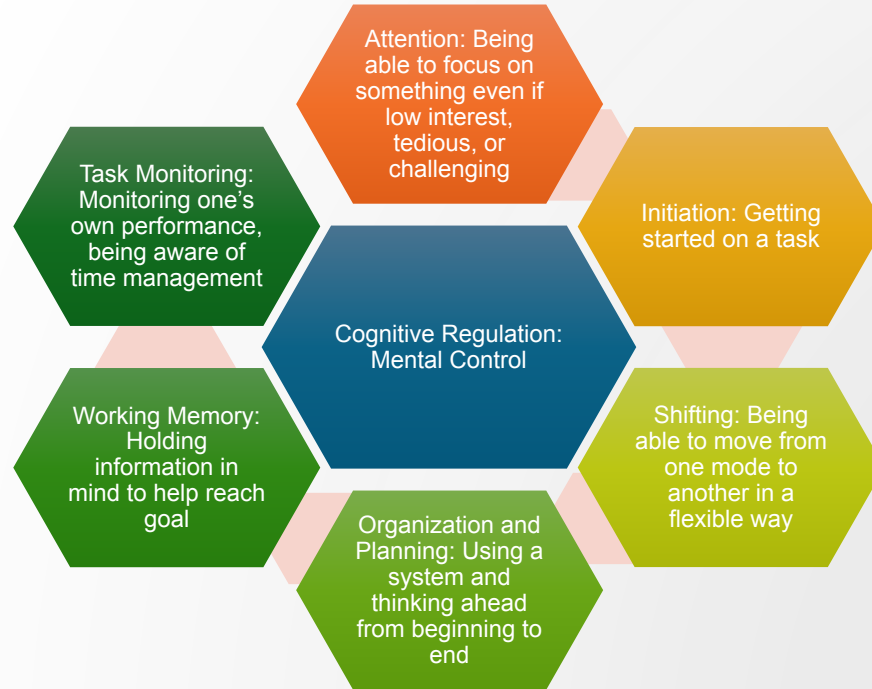 Attention: Being
able to focus on
something even if
low interest,
tedious, or
challenging
Initiation: Getting
started on a task
Shifting: Being
able to move from
one mode to
another in a
flexible way
Organization and
Planning: Using a
system and
thinking ahead
from beginning to
end
Working Memory:
Holding
information in
mind to help reach
goal
Task Monitoring:
Monitoring one’s
own performance,
being aware of
time management
Cognitive Regulation:
Mental Control